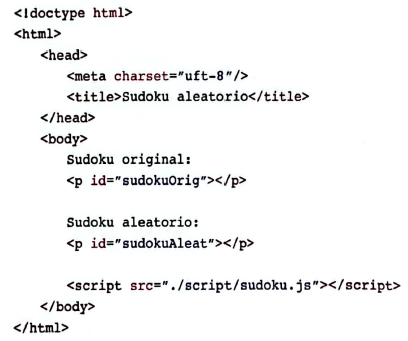 <!doctype html>
<html>
<head>
<meta charset="uft-8"/>
<title>Sudoku aleatorio</title>
</head>
<body>
Sudoku original:
<p id="sudokuOrig"></p>
Sudoku aleatorio:
<p id="sudokuAleat"></p>
<script src="./script/sudoku.js"></script>
</body>
</html>